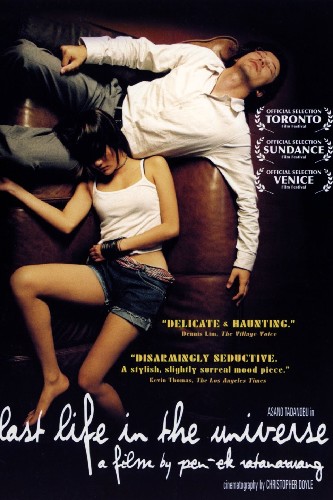 OFFICIAL SELECTION
TORONTO
Film Festival
OFFICIAL SELECTION
SUNDANCE
Film Festival
OFFICIAL SELECTION
VENICE
Film Festival
"DELICATE & HAUNTING."
Dennis Lim, The Village Voice
"DISARMINGLY SEDUCTIVE.
A stylish, slightly surreal mood piece."
Kevin Thomas, The Los Angeles Times
ASANO TADANOBU in
last life in the universe
a film by pen-ek ratanaruang
cinematography by CHRISTOPHER DOYLE